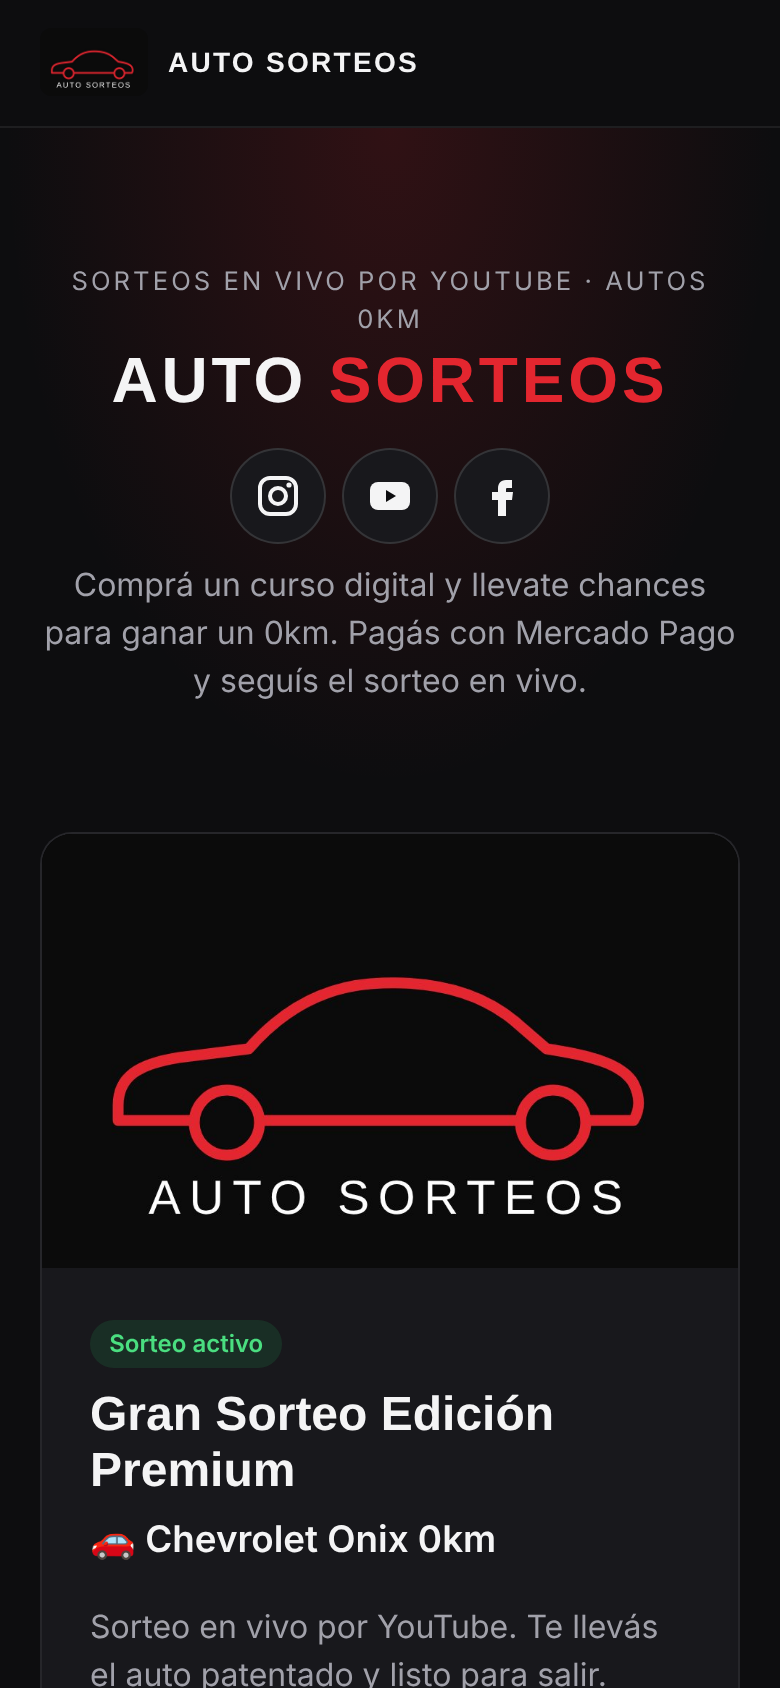 AUTO SORTEOS
AUTO SORTEOS
SORTEOS EN VIVO POR YOUTUBE · AUTOS
0KM
AUTO SORTEOS
Comprá un curso digital y llevate chances
para ganar un 0km. Pagás con Mercado Pago
y seguís el sorteo en vivo.
AUTO SORTEOS
Sorteo activo
Gran Sorteo Edición
Premium
🚗 Chevrolet Onix 0km
Sorteo en vivo por YouTube. Te llevás
el auto patentado y listo para salir.